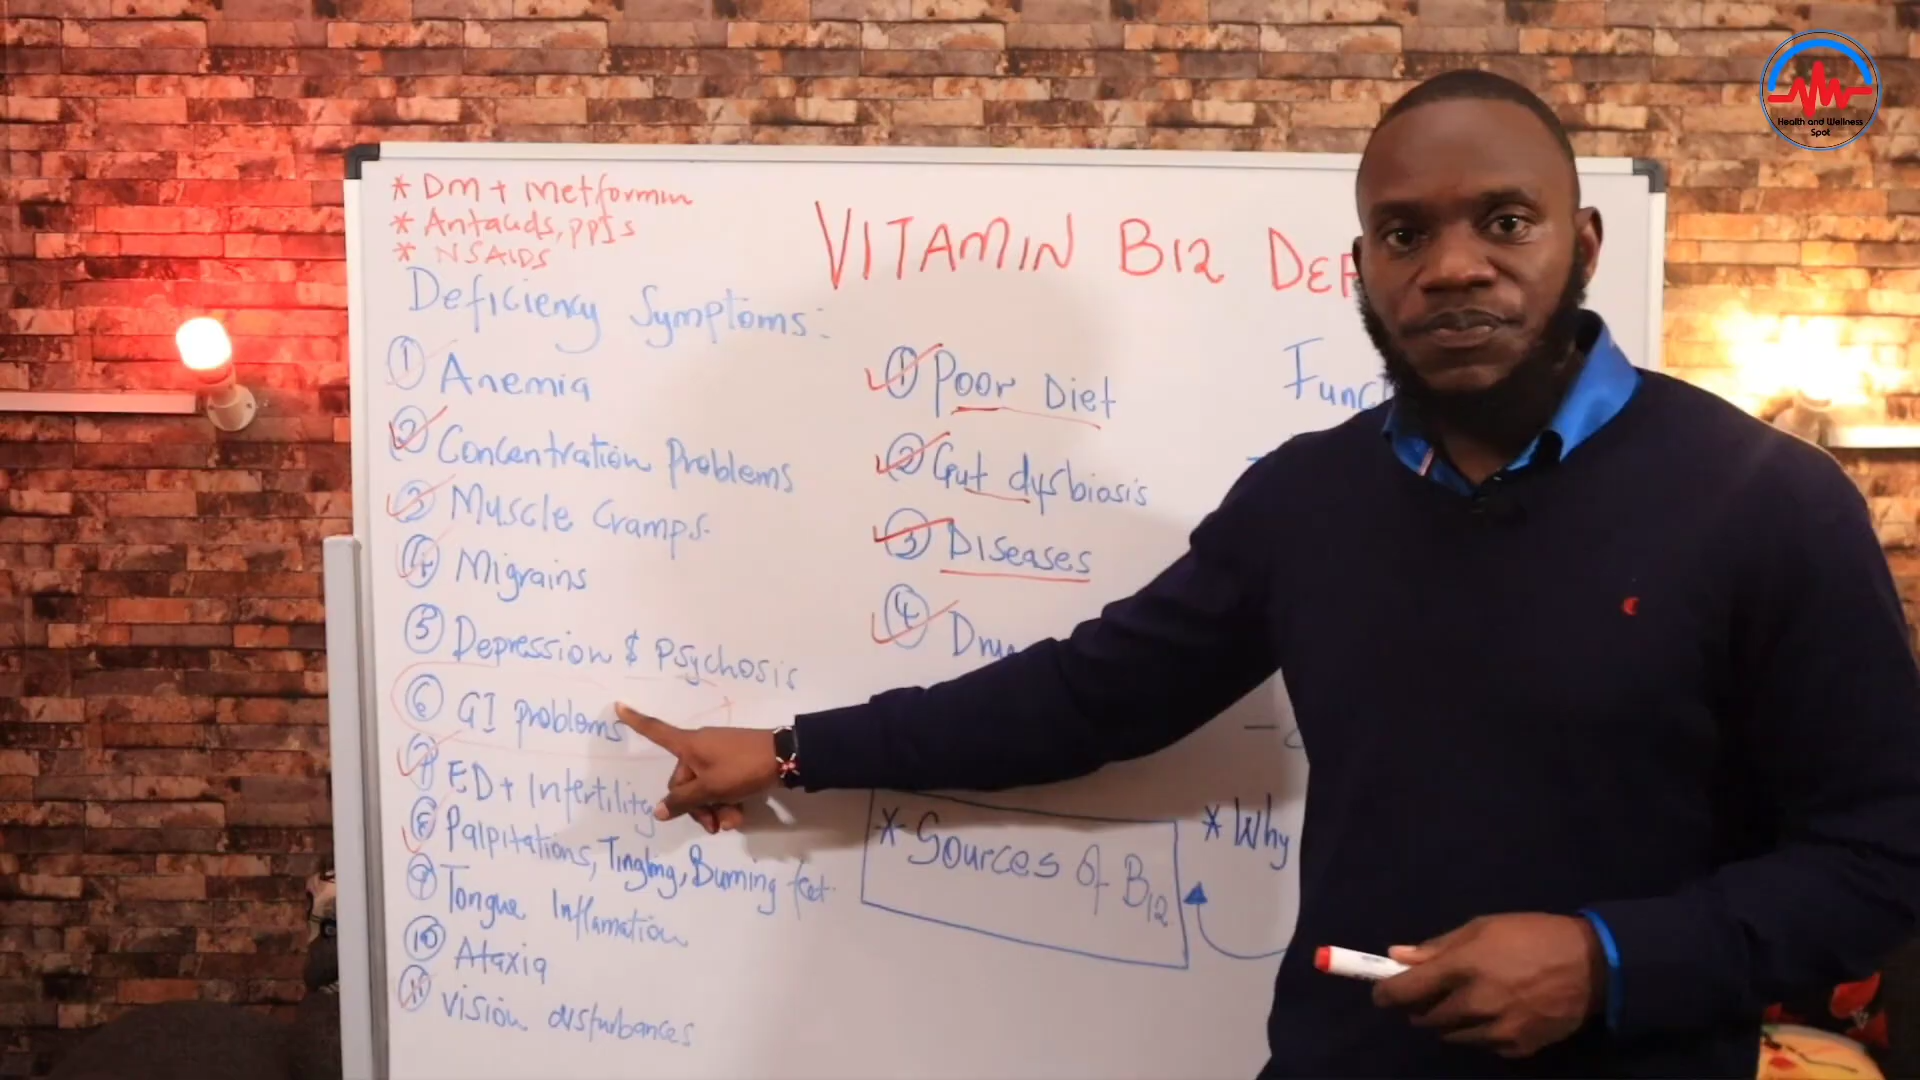 * DM + Metformin
* Antacids, PPIs
* NSAIDS
VITAMIN B12 DEF
Deficiency Symptoms:
① Anemia
② Concentration Problems
③ Muscle Cramps.
④ Migrains
⑤ Depression & Psychosis
⑥ GI problems
⑦ ED + Infertility
⑧ Palpitations, Tingling, Burning feet.
⑨ Tongue Inflamation
⑩ Ataxia
⑪ Vision disturbances
① Poor Diet
② Gut dysbiosis
③ Diseases
④ Drug
* Sources of B12
Func
* Why
Health and Wellness
Spot